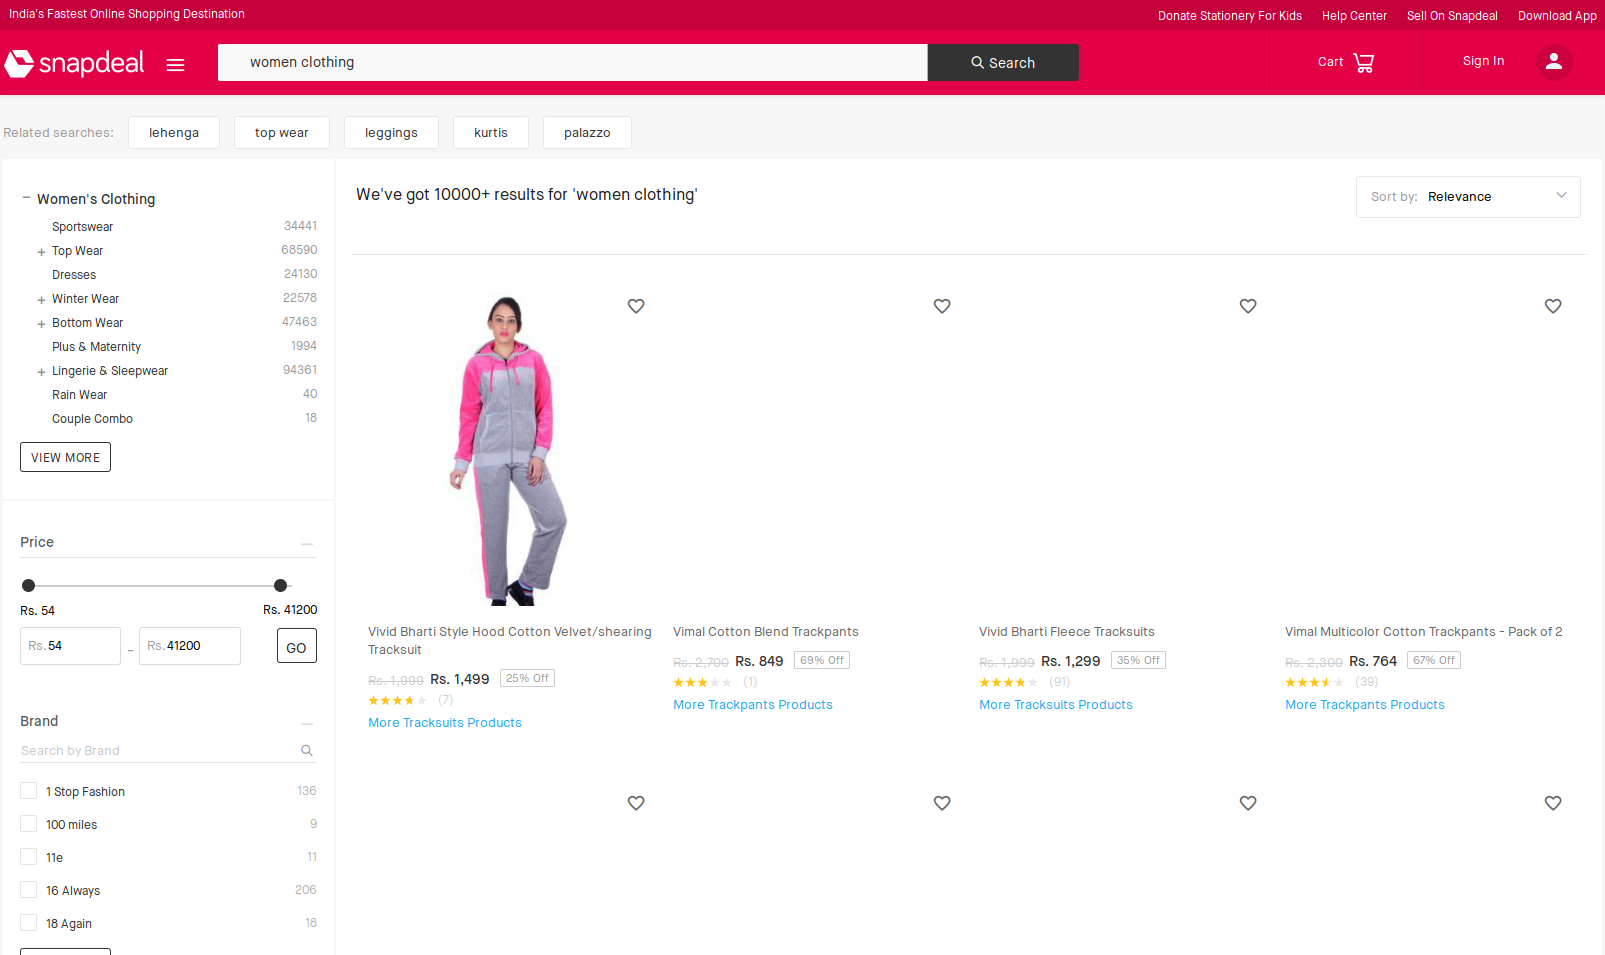 India's Fastest Online Shopping Destination
Donate Stationery For Kids
Help Center
Sell On Snapdeal
Download App
snapdeal
women clothing
Search
Cart
Sign In
Related searches:
lehenga
top wear
leggings
kurtis
palazzo
Women's Clothing
Sportswear 34441
+ Top Wear 68590
Dresses 24130
+ Winter Wear 22578
+ Bottom Wear 47463
Plus & Maternity 1994
+ Lingerie & Sleepwear 94361
Rain Wear 40
Couple Combo 18
VIEW MORE
Price
Rs. 54 Rs. 41200
Rs. 54 - Rs. 41200 GO
Brand
Search by Brand
1 Stop Fashion 136
100 miles 9
11e 11
16 Always 206
18 Again 18
We've got 10000+ results for 'women clothing'
Sort by: Relevance
Vivid Bharti Style Hood Cotton Velvet/shearing
Tracksuit
Rs. 1,999 Rs. 1,499 25% Off
(7)
More Tracksuits Products
Vimal Cotton Blend Trackpants
Rs. 2,700 Rs. 849 69% Off
(1)
More Trackpants Products
Vivid Bharti Fleece Tracksuits
Rs. 1,999 Rs. 1,299 35% Off
(91)
More Tracksuits Products
Vimal Multicolor Cotton Trackpants - Pack of 2
Rs. 2,300 Rs. 764 67% Off
(39)
More Trackpants Products